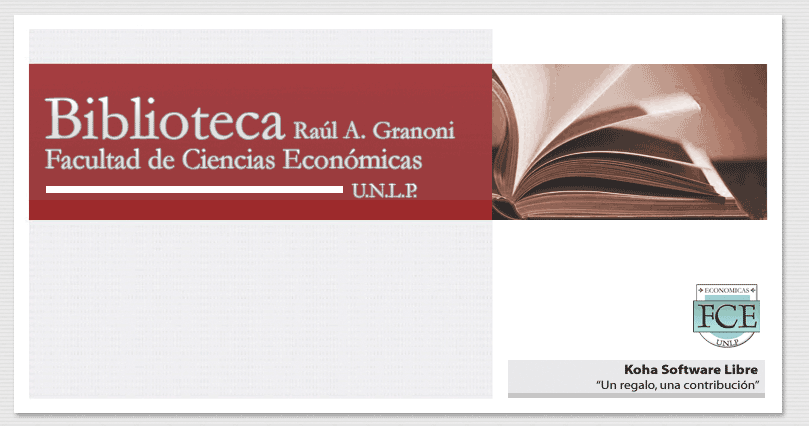 Biblioteca Raúl A. Granoni
Facultad de Ciencias Económicas
U.N.L.P.
ECONOMICAS
FCE
UNLP
Koha Software Libre
“Un regalo, una contribución”